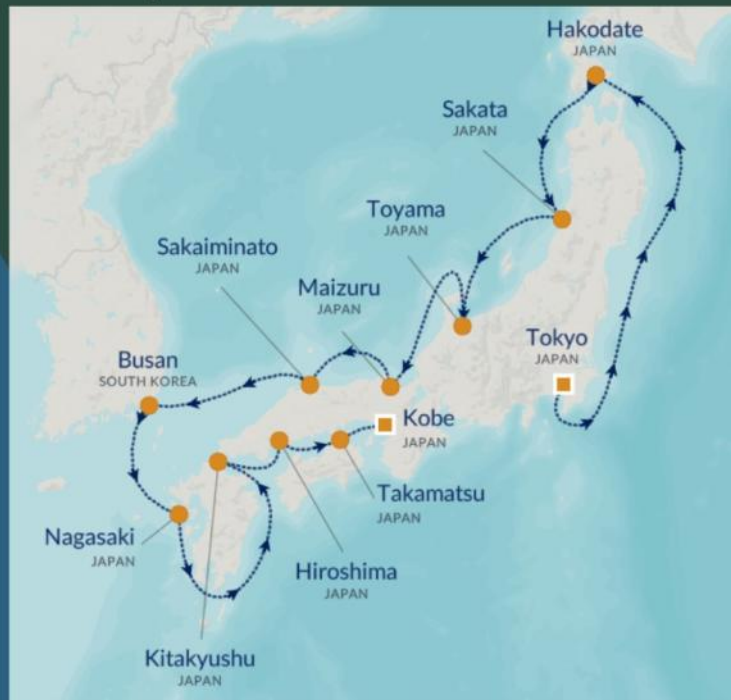 Hakodate
JAPAN
Sakata
JAPAN
Toyama
JAPAN
Sakaiminato
JAPAN
Maizuru
JAPAN
Tokyo
JAPAN
Busan
SOUTH KOREA
Kobe
JAPAN
Takamatsu
JAPAN
Nagasaki
JAPAN
Hiroshima
JAPAN
Kitakyushu
JAPAN